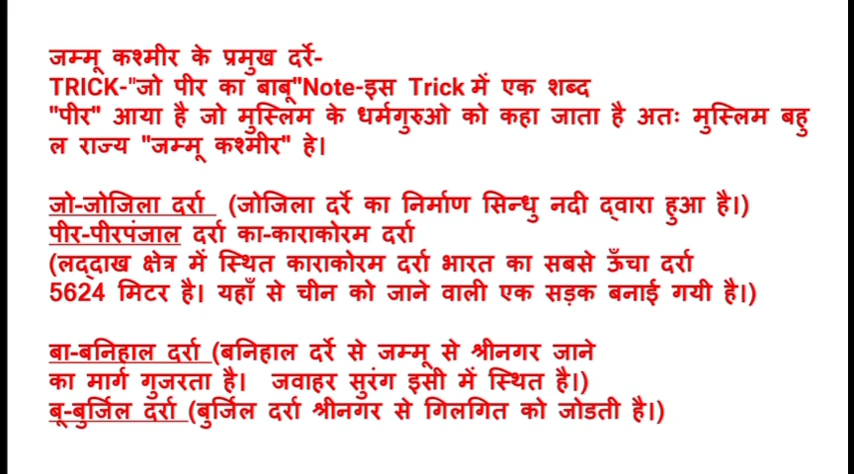 जम्मू कश्मीर के प्रमुख दर्रे-
TRICK-"जो पीर का बाबू"Note-इस Trick में एक शब्द
"पीर" आया है जो मुस्लिम के धर्मगुरुओ को कहा जाता है अतः मुस्लिम बहु
ल राज्य "जम्मू कश्मीर" हे।
जो-जोजिला दर्रा (जोजिला दर्रे का निर्माण सिन्धु नदी द्वारा हुआ है।)
पीर-पीरपंजाल दर्रा का-काराकोरम दर्रा
(लद्दाख क्षेत्र में स्थित काराकोरम दर्रा भारत का सबसे ऊँचा दर्रा
5624 मिटर है। यहाँ से चीन को जाने वाली एक सड़क बनाई गयी है।)
बा-बनिहाल दर्रा (बनिहाल दर्रे से जम्मू से श्रीनगर जाने
का मार्ग गुजरता है। जवाहर सुरंग इसी में स्थित है।)
बू-बुर्जिल दर्रा (बुर्जिल दर्रा श्रीनगर से गिलगित को जोडती है।)